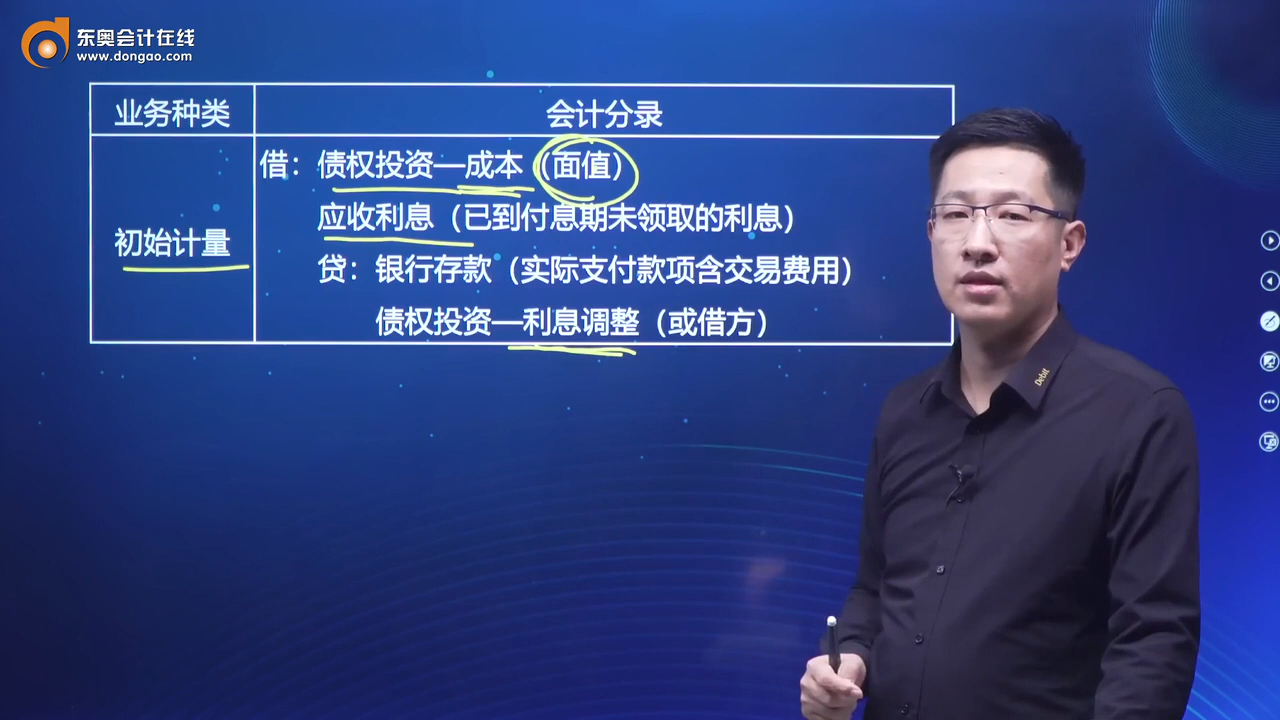 东奥会计在线
www.dongao.com
业务种类
会计分录
初始计量
借：债权投资—成本（面值）
应收利息（已到付息期未领取的利息）
贷：银行存款（实际支付款项含交易费用）
债权投资—利息调整（或借方）
Debit